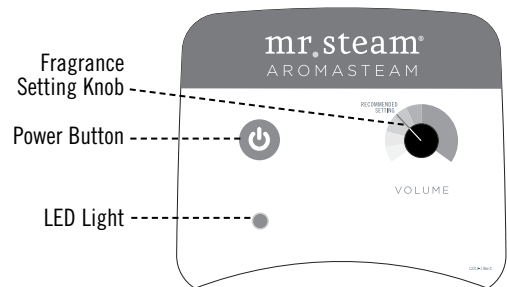 mr.steam®
AROMASTEAM
Fragrance
Setting Knob
RECOMMENDED
SETTING
Power Button
VOLUME
LED Light